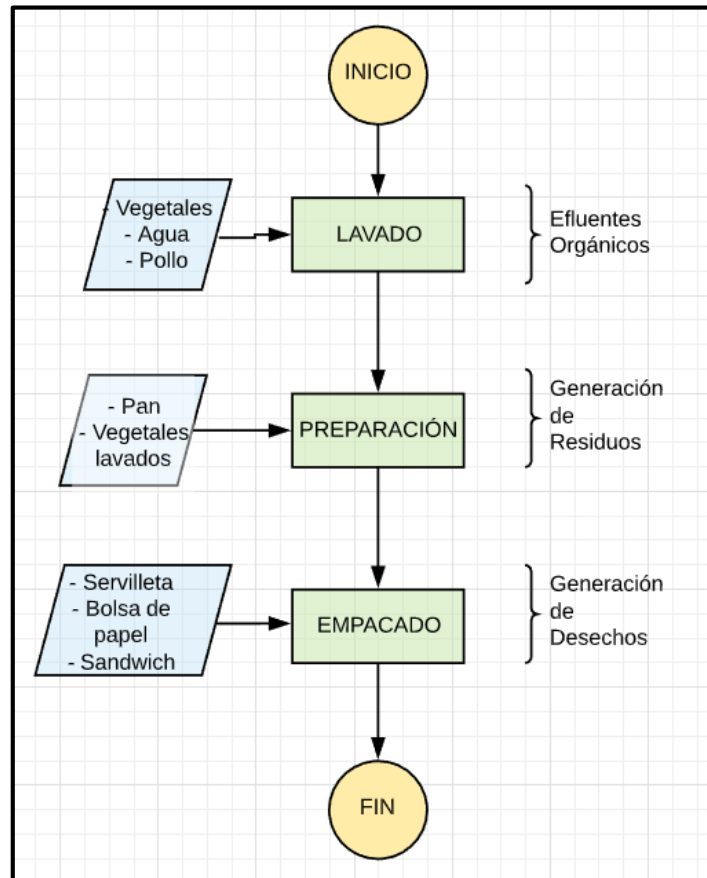 INICIO
- Vegetales
- Agua
- Pollo
LAVADO
Efluentes
Orgánicos
- Pan
- Vegetales
lavados
PREPARACIÓN
Generación
de
Residuos
- Servilleta
- Bolsa de
papel
- Sandwich
EMPACADO
Generación
de
Desechos
FIN